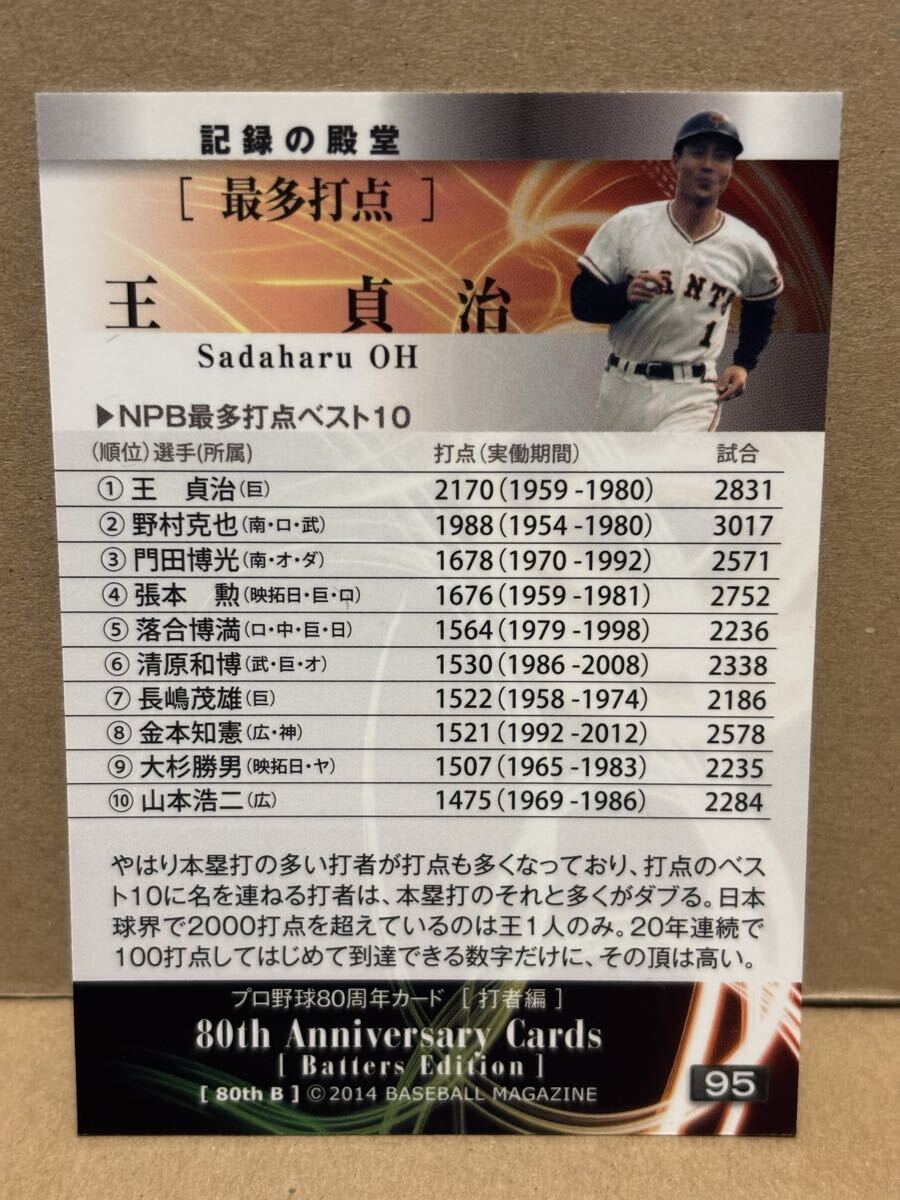 記録の殿堂
[ 最多打点 ]
王 貞 治
Sadaharu OH
GIANTS
1
▶NPB最多打点ベスト10
(順位) 選手(所属) 打点(実働期間) 試合
① 王 貞治(巨) 2170(1959 -1980) 2831
② 野村克也(南・ロ・武) 1988(1954 -1980) 3017
③ 門田博光(南・オ・ダ) 1678(1970 -1992) 2571
④ 張本 勲(映拓日・巨・ロ) 1676(1959 -1981) 2752
⑤ 落合博満(ロ・中・巨・日) 1564(1979 -1998) 2236
⑥ 清原和博(武・巨・オ) 1530(1986 -2008) 2338
⑦ 長嶋茂雄(巨) 1522(1958 -1974) 2186
⑧ 金本知憲(広・神) 1521(1992 -2012) 2578
⑨ 大杉勝男(映拓日・ヤ) 1507(1965 -1983) 2235
⑩ 山本浩二(広) 1475(1969 -1986) 2284
やはり本塁打の多い打者が打点も多くなっており、打点のベス
ト10に名を連ねる打者は、本塁打のそれと多くがダブる。日本
球界で2000打点を超えているのは王1人のみ。20年連続で
100打点してはじめて到達できる数字だけに、その頂は高い。
プロ野球80周年カード [ 打者編 ]
80th Anniversary Cards
[ Batters Edition ]
[ 80th B ] © 2014 BASEBALL MAGAZINE
95